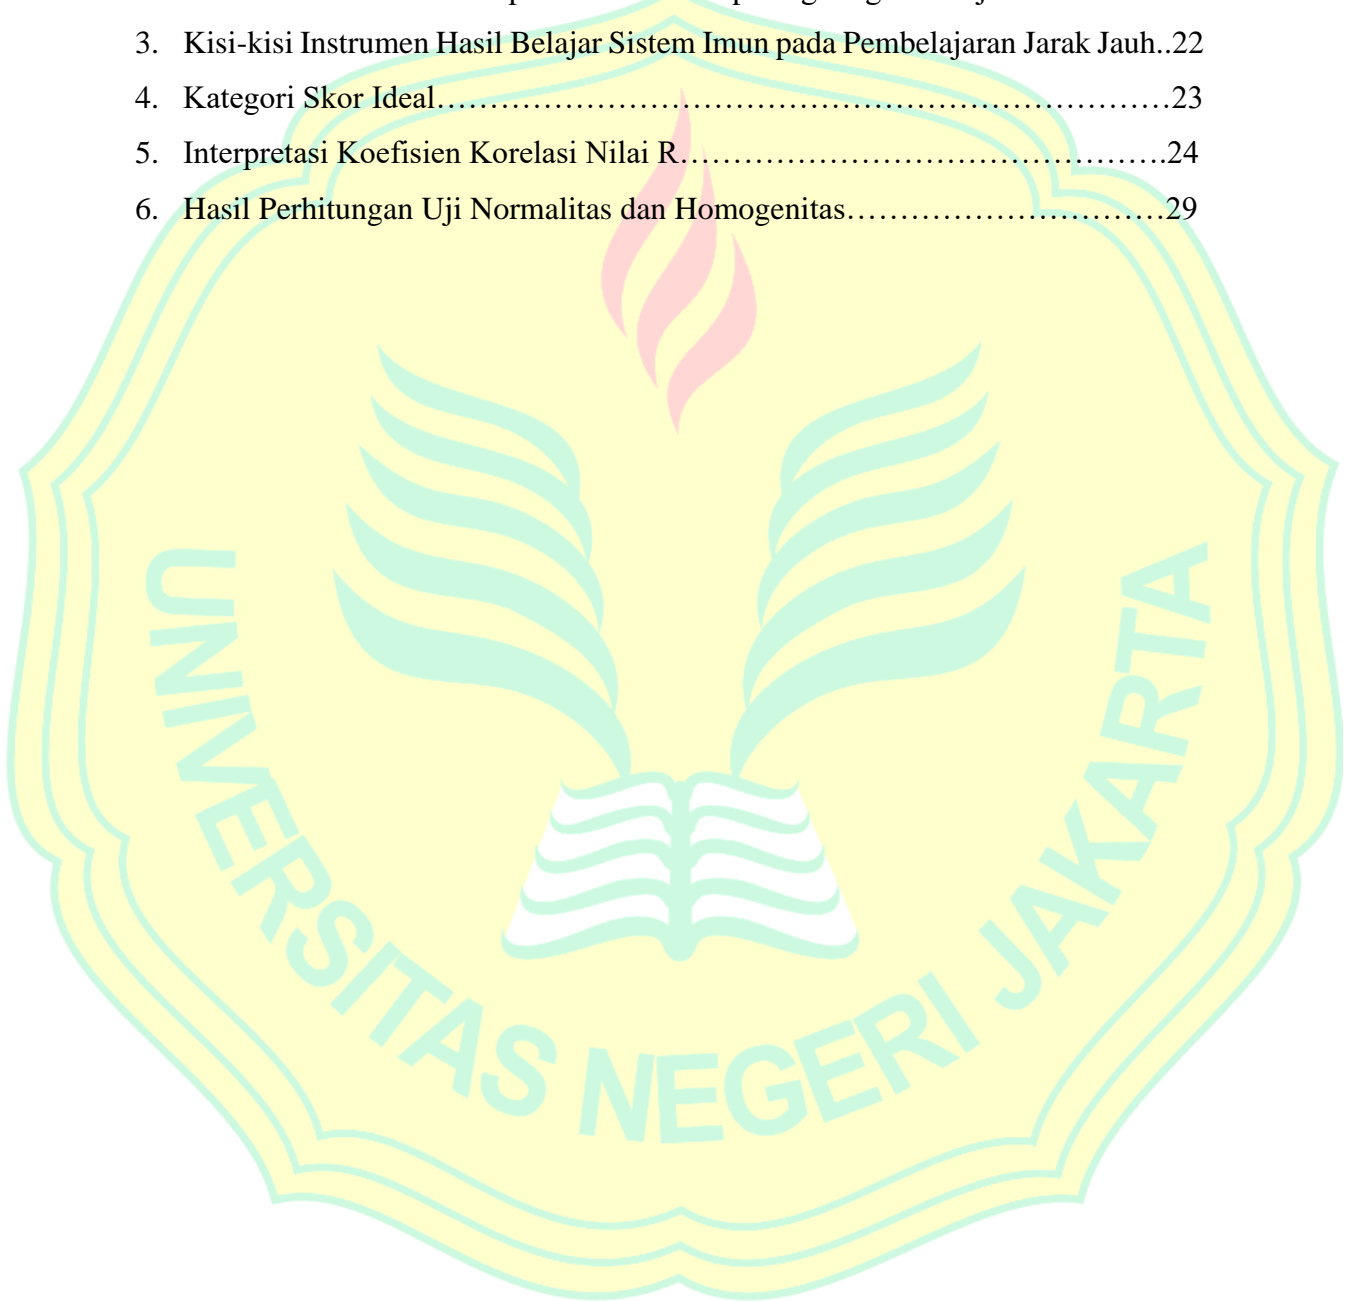 3. Kisi-kisi Instrumen Hasil Belajar Sistem Imun pada Pembelajaran Jarak Jauh..22
4. Kategori Skor Ideal……………………………………………………………………23
5. Interpretasi Koefisien Korelasi Nilai R……………………………………………….24
6. Hasil Perhitungan Uji Normalitas dan Homogenitas………………………………29
UNIVERSITAS NEGERI JAKARTA